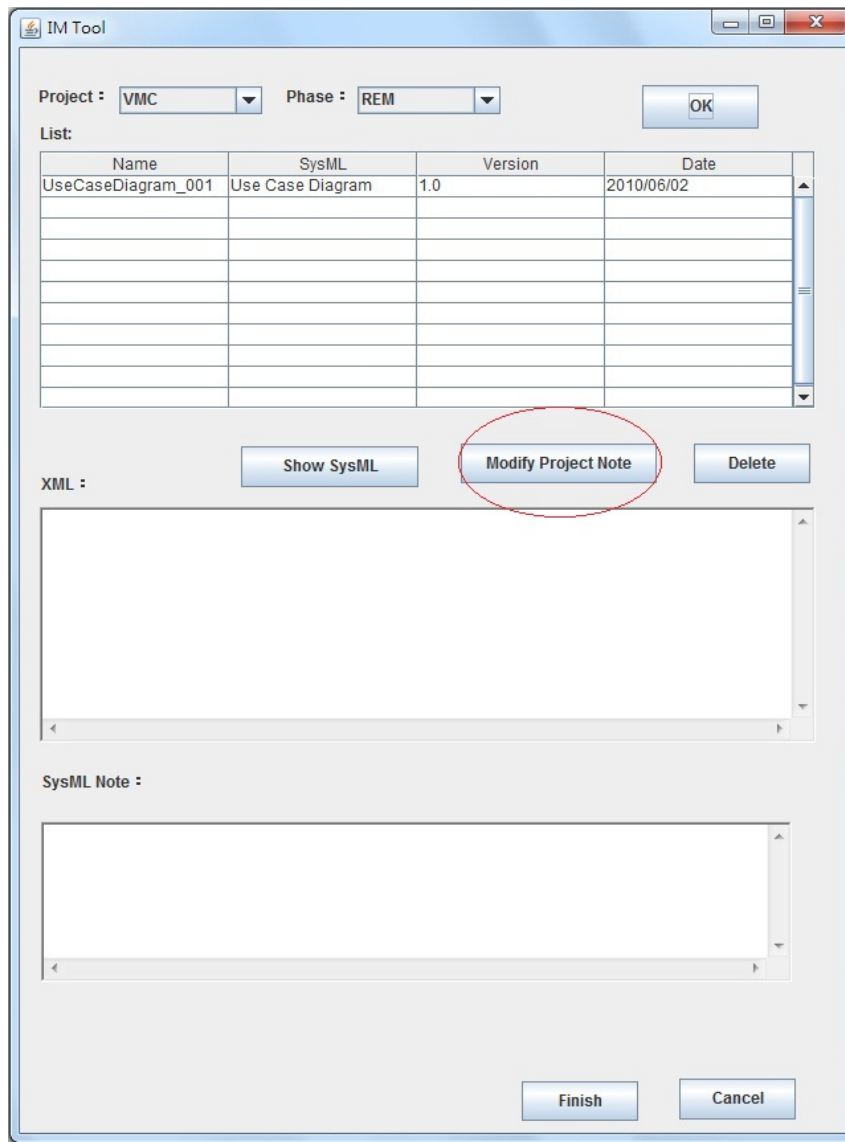 IM Tool
Project： VMC Phase： REM OK
List:
Name SysML Version Date
UseCaseDiagram_001 Use Case Diagram 1.0 2010/06/02
Show SysML Modify Project Note Delete
XML：
SysML Note：
Finish Cancel